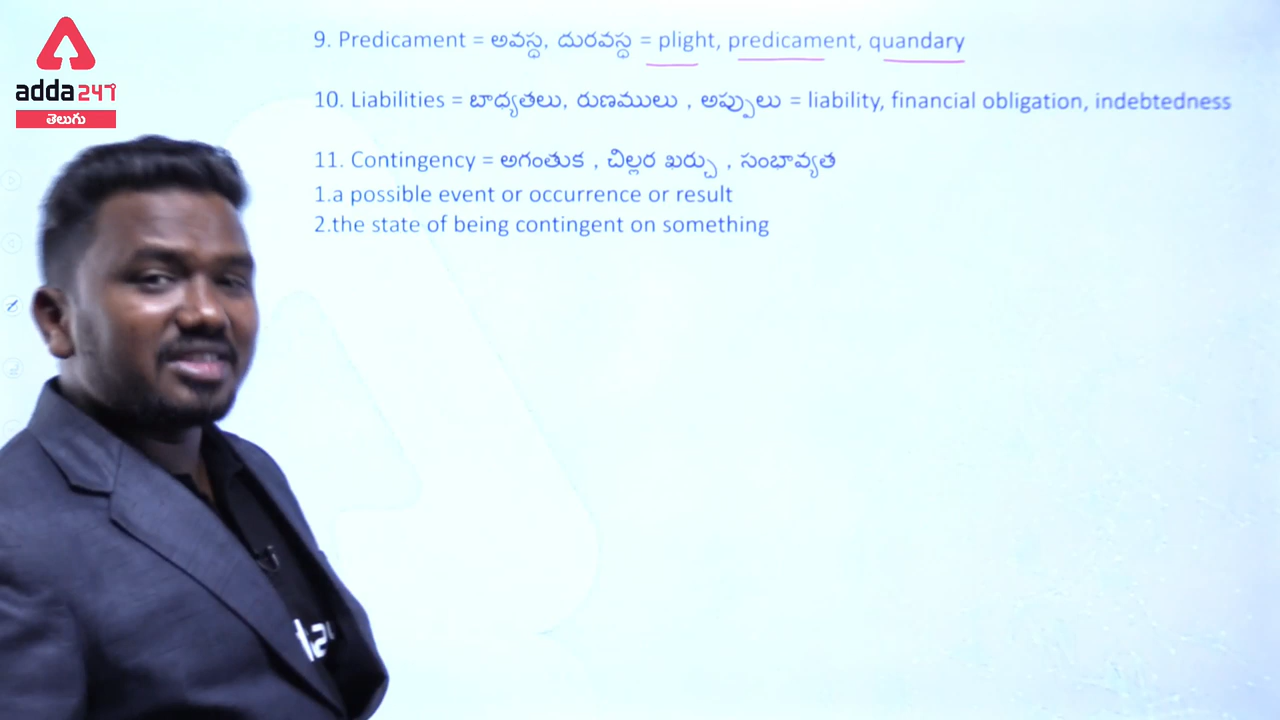 adda247
తెలుగు
9. Predicament = అవస్థ, దురవస్థ = plight, predicament, quandary
10. Liabilities = బాధ్యతలు, రుణములు , అప్పులు = liability, financial obligation, indebtedness
11. Contingency = అగంతుక , చిల్లర ఖర్చు , సంభావ్యత
1.a possible event or occurrence or result
2.the state of being contingent on something